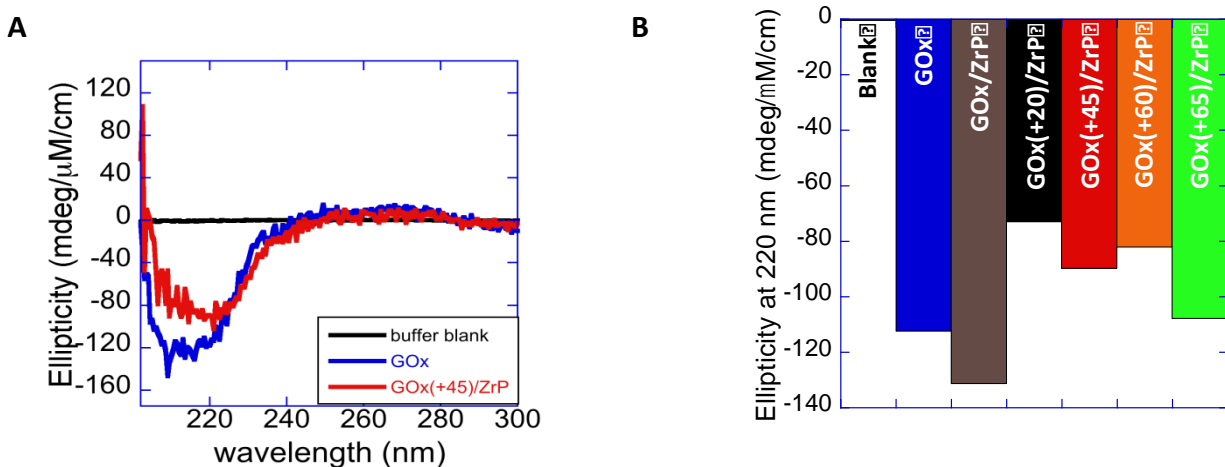 A
Ellipticity (mdeg/μM/cm)
120
80
40
0
-40
-80
-120
-160
buffer blank
GOx
GOx(+45)/ZrP
220
240
260
280
300
wavelength (nm)
B
Ellipticity at 220 nm (mdeg/mM/cm)
0
-20
-40
-60
-80
-100
-120
-140
Blank
GOx
GOx/ZrP
GOx(+20)/ZrP
GOx(+45)/ZrP
GOx(+60)/ZrP
GOx(+65)/ZrP